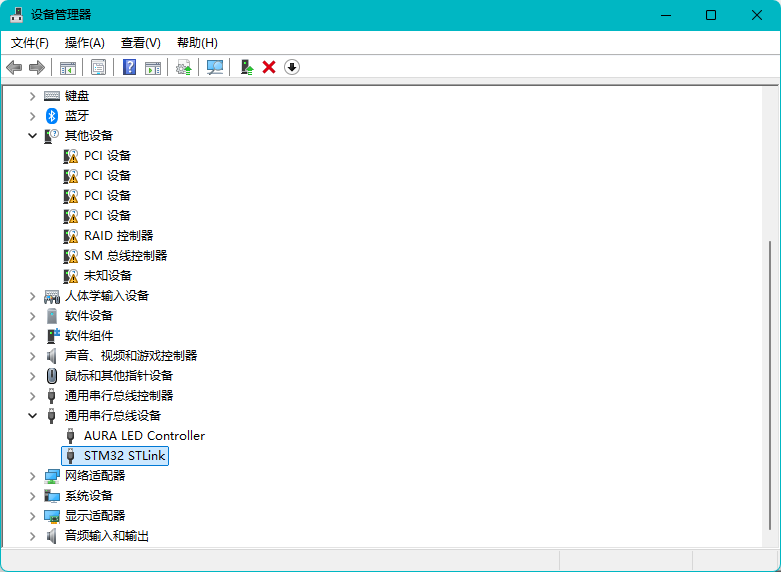 设备管理器
文件(F) 操作(A) 查看(V) 帮助(H)
键盘
蓝牙
其他设备
PCI 设备
PCI 设备
PCI 设备
PCI 设备
RAID 控制器
SM 总线控制器
未知设备
人体学输入设备
软件设备
软件组件
声音、视频和游戏控制器
鼠标和其他指针设备
通用串行总线控制器
通用串行总线设备
AURA LED Controller
STM32 STLink
网络适配器
系统设备
显示适配器
音频输入和输出